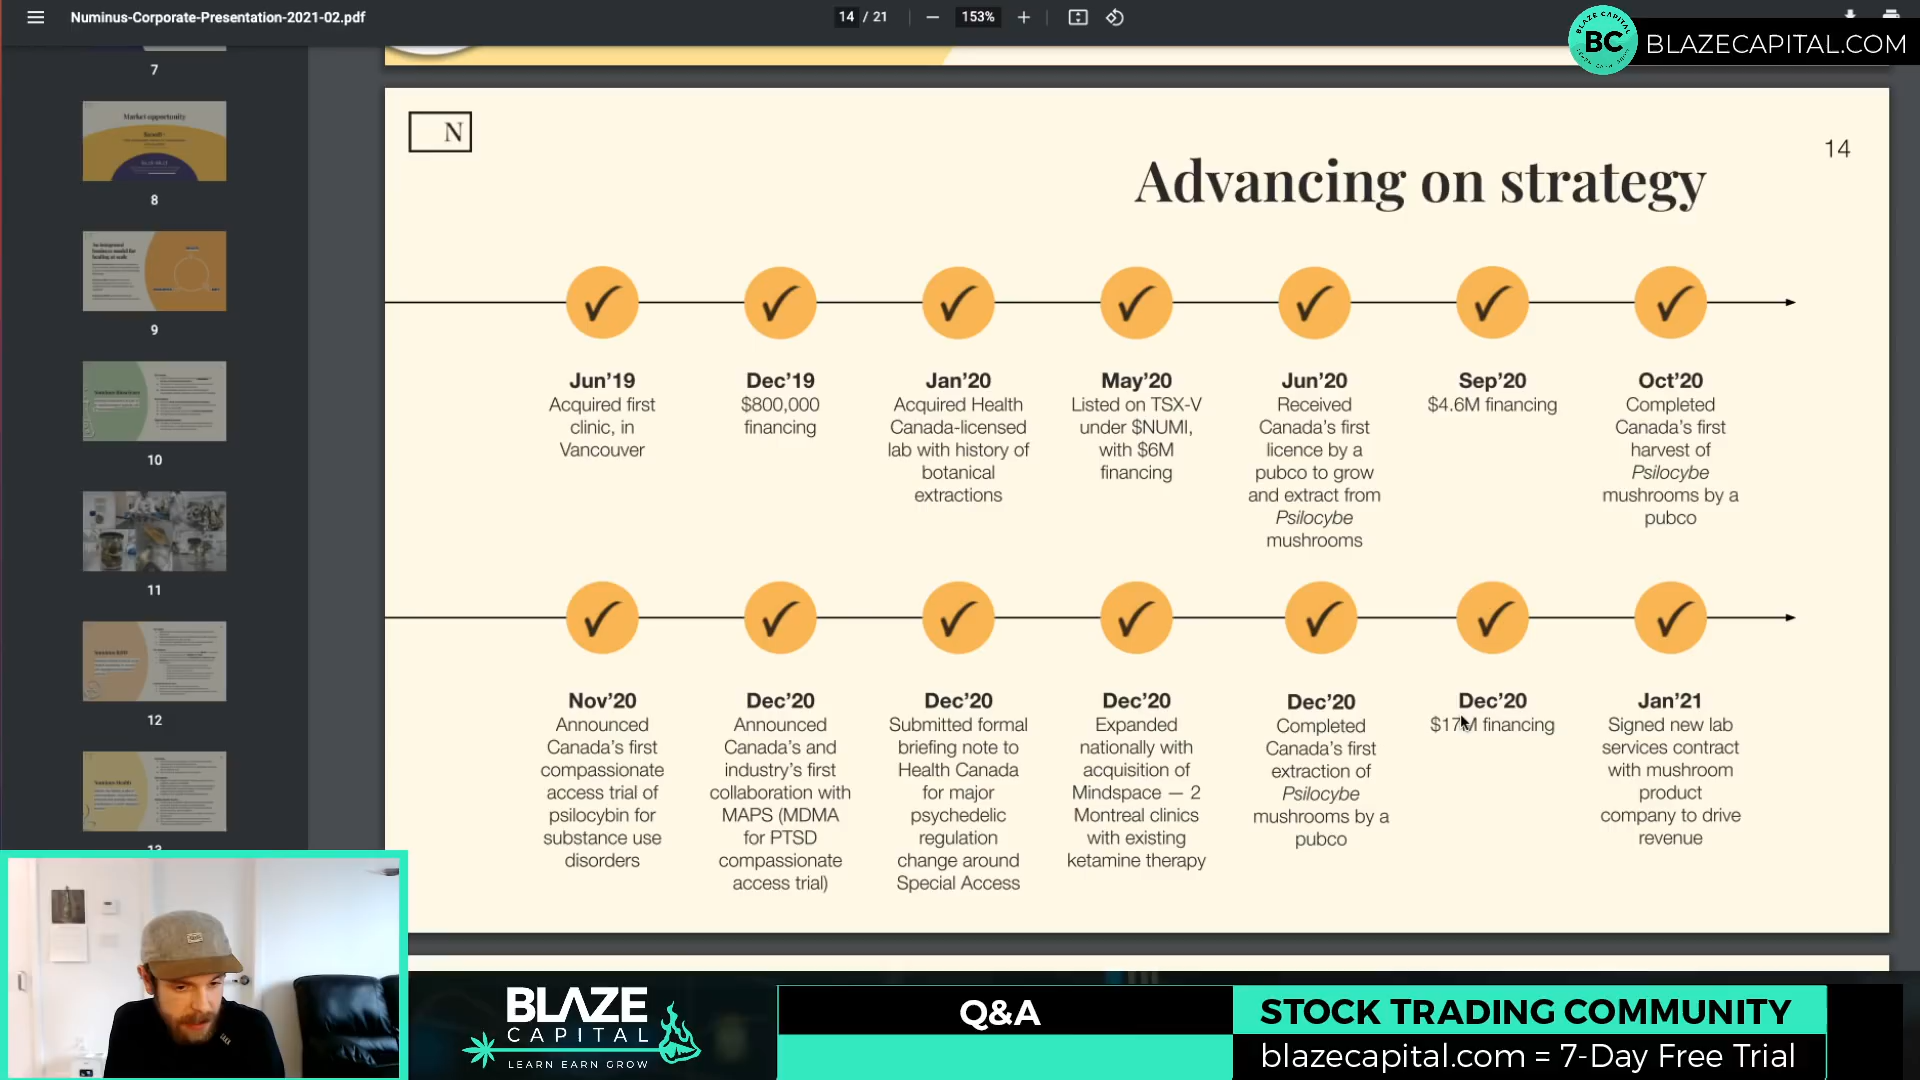 Numinus-Corporate-Presentation-2021-02.pdf
14 / 21
153%
BLAZE CAPITAL
BC
BLAZECAPITAL.COM
7
Market opportunity
8
9
10
11
12
13
N
14
Advancing on strategy
Jun’19
Acquired first
clinic, in
Vancouver
Dec’19
$800,000
financing
Jan’20
Acquired Health
Canada-licensed
lab with history of
botanical
extractions
May’20
Listed on TSX-V
under $NUMI,
with $6M
financing
Jun’20
Received
Canada’s first
licence by a
pubco to grow
and extract from
Psilocybe
mushrooms
Sep’20
$4.6M financing
Oct’20
Completed
Canada’s first
harvest of
Psilocybe
mushrooms by a
pubco
Nov’20
Announced
Canada’s first
compassionate
access trial of
psilocybin for
substance use
disorders
Dec’20
Announced
Canada’s and
industry’s first
collaboration with
MAPS (MDMA
for PTSD
compassionate
access trial)
Dec’20
Submitted formal
briefing note to
Health Canada
for major
psychedelic
regulation
change around
Special Access
Dec’20
Expanded
nationally with
acquisition of
Mindspace — 2
Montreal clinics
with existing
ketamine therapy
Dec’20
Completed
Canada’s first
extraction of
Psilocybe
mushrooms by a
pubco
Dec’20
$17M financing
Jan’21
Signed new lab
services contract
with mushroom
product
company to drive
revenue
BLAZE
CAPITAL
LEARN EARN GROW
Q&A
STOCK TRADING COMMUNITY
blazecapital.com = 7-Day Free Trial